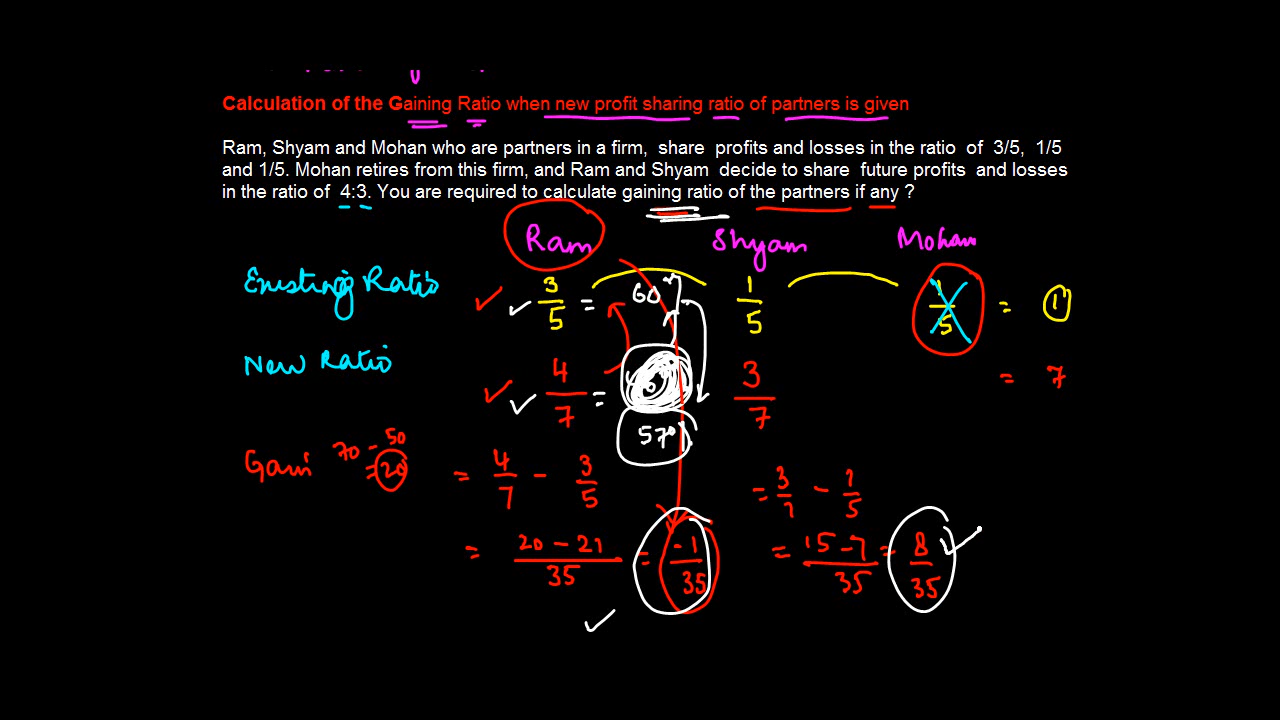 Calculation of the Gaining Ratio when new profit sharing ratio of partners is given
Ram, Shyam and Mohan who are partners in a firm, share profits and losses in the ratio of 3/5, 1/5
and 1/5. Mohan retires from this firm, and Ram and Shyam decide to share future profits and losses
in the ratio of 4:3. You are required to calculate gaining ratio of the partners if any ?
Ram Shyam Mohan
Existing Ratio 3/5 = 60 1/5 1/5 = 1
New Ratio 4/7 = 3/7 = 7
57%
Gain 70 - 50 = 20 = 4/7 - 3/5 = 3/7 - 1/5
= 20 - 21 / 35 = -1/35 = 15 - 7 / 35 = 8/35